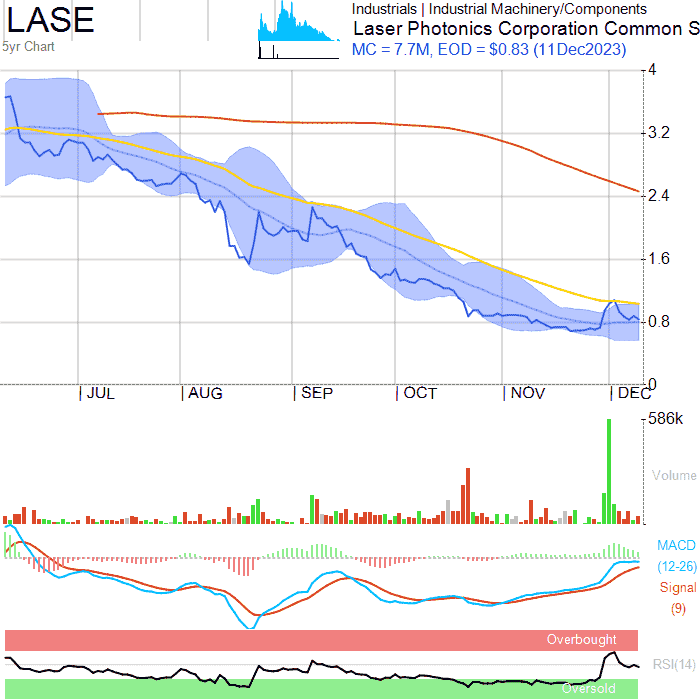 LASE
5yr Chart
Industrials | Industrial Machinery/Components
Laser Photonics Corporation Common S
MC = 7.7M, EOD = $0.83 (11Dec2023)
4
3.2
2.4
1.6
0.8
0
JUL AUG SEP OCT NOV DEC
586k
Volume
MACD
(12-26)
Signal
(9)
Overbought
RSI(14)
Oversold